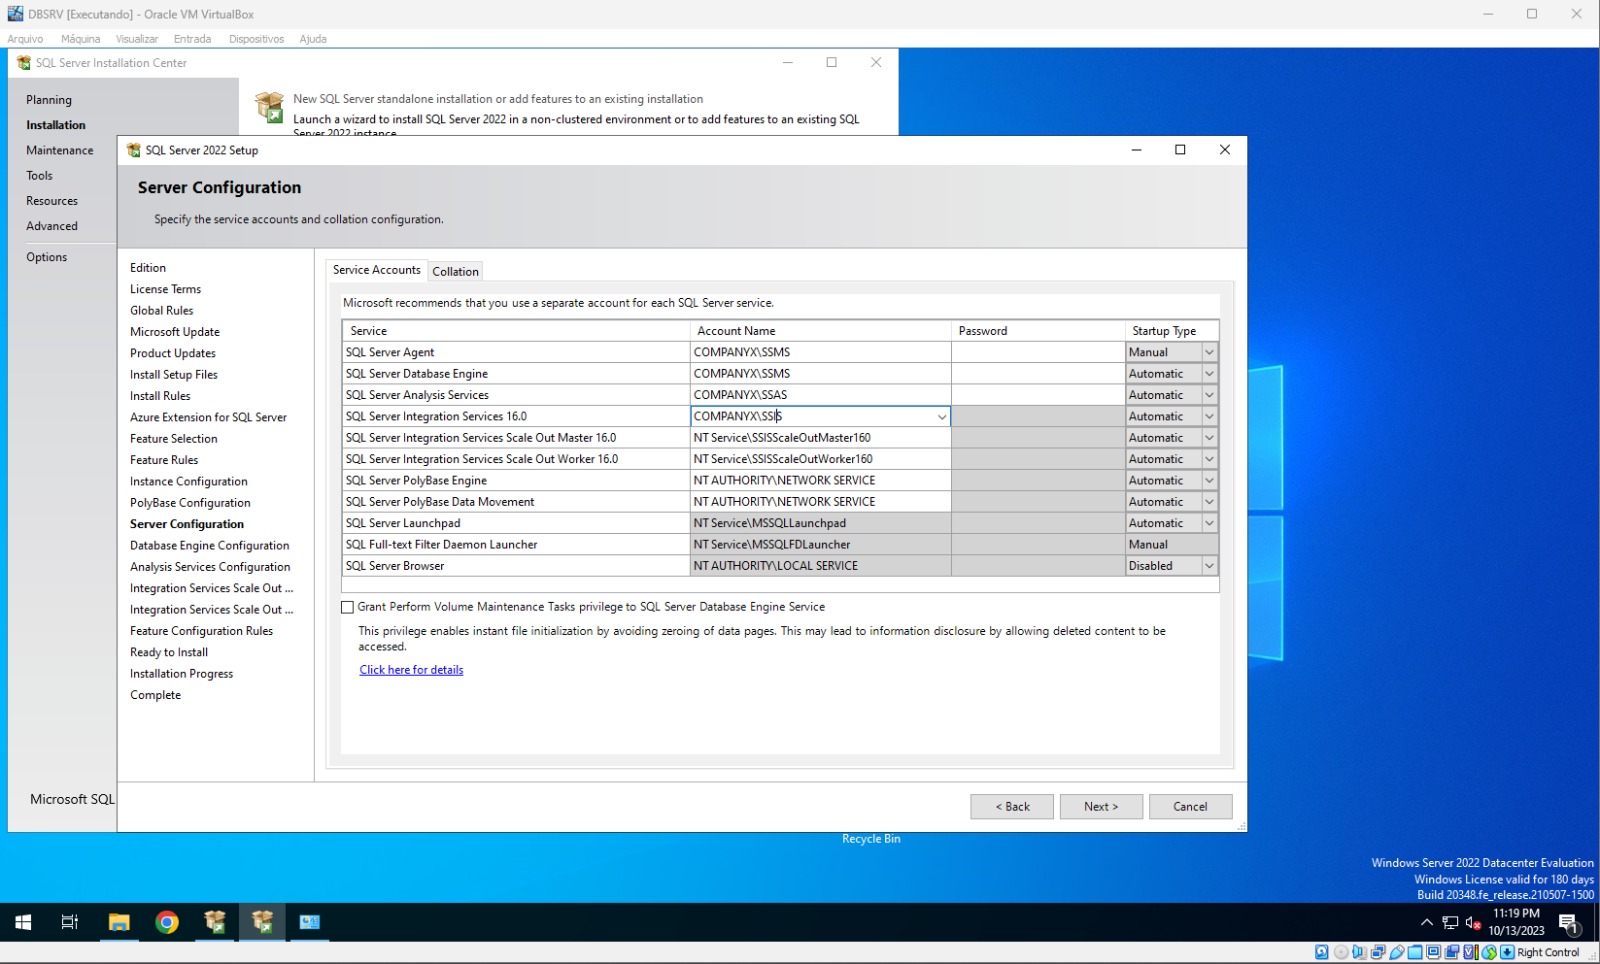 DBSRV [Executando] - Oracle VM VirtualBox
Arquivo Máquina Visualizar Entrada Dispositivos Ajuda
SQL Server Installation Center
Planning
Installation
Maintenance
Tools
Resources
Advanced
Options
New SQL Server standalone installation or add features to an existing installation
Launch a wizard to install SQL Server 2022 in a non-clustered environment or to add features to an existing SQL
Server 2022 instance.
Microsoft SQL
SQL Server 2022 Setup
Server Configuration
Specify the service accounts and collation configuration.
Edition
License Terms
Global Rules
Microsoft Update
Product Updates
Install Setup Files
Install Rules
Azure Extension for SQL Server
Feature Selection
Feature Rules
Instance Configuration
PolyBase Configuration
Server Configuration
Database Engine Configuration
Analysis Services Configuration
Integration Services Scale Out ...
Integration Services Scale Out ...
Feature Configuration Rules
Ready to Install
Installation Progress
Complete
Service Accounts Collation
Microsoft recommends that you use a separate account for each SQL Server service.
Service Account Name Password Startup Type
SQL Server Agent COMPANYX\SSMS Manual
SQL Server Database Engine COMPANYX\SSMS Automatic
SQL Server Analysis Services COMPANYX\SSAS Automatic
SQL Server Integration Services 16.0 COMPANYX\SSIS Automatic
SQL Server Integration Services Scale Out Master 16.0 NT Service\SSISScaleOutMaster160 Automatic
SQL Server Integration Services Scale Out Worker 16.0 NT Service\SSISScaleOutWorker160 Automatic
SQL Server PolyBase Engine NT AUTHORITY\NETWORK SERVICE Automatic
SQL Server PolyBase Data Movement NT AUTHORITY\NETWORK SERVICE Automatic
SQL Server Launchpad NT Service\MSSQLLaunchpad Automatic
SQL Full-text Filter Daemon Launcher NT Service\MSSQLFDLauncher Manual
SQL Server Browser NT AUTHORITY\LOCAL SERVICE Disabled
Grant Perform Volume Maintenance Tasks privilege to SQL Server Database Engine Service
This privilege enables instant file initialization by avoiding zeroing of data pages. This may lead to information disclosure by allowing deleted content to be
accessed.
Click here for details
< Back Next > Cancel
Recycle Bin
Windows Server 2022 Datacenter Evaluation
Windows License valid for 180 days
Build 20348.fe_release.210507-1500
11:19 PM
10/13/2023
1
Right Control